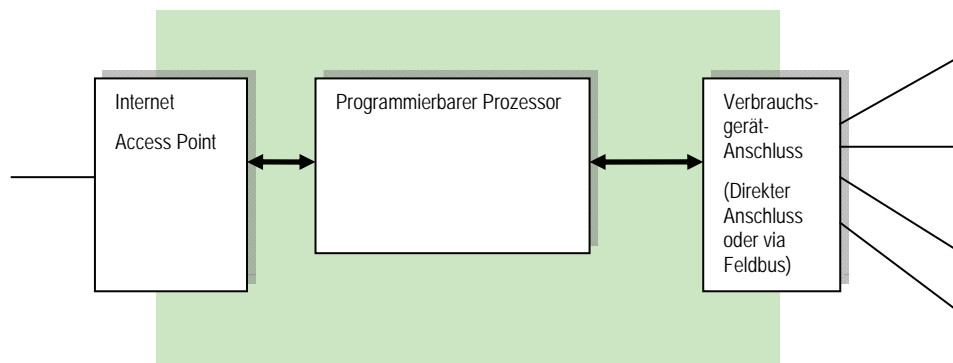 Internet
Access Point
Programmierbarer Prozessor
Verbrauchs-
gerät-
Anschluss
(Direkter
Anschluss
oder via
Feldbus)